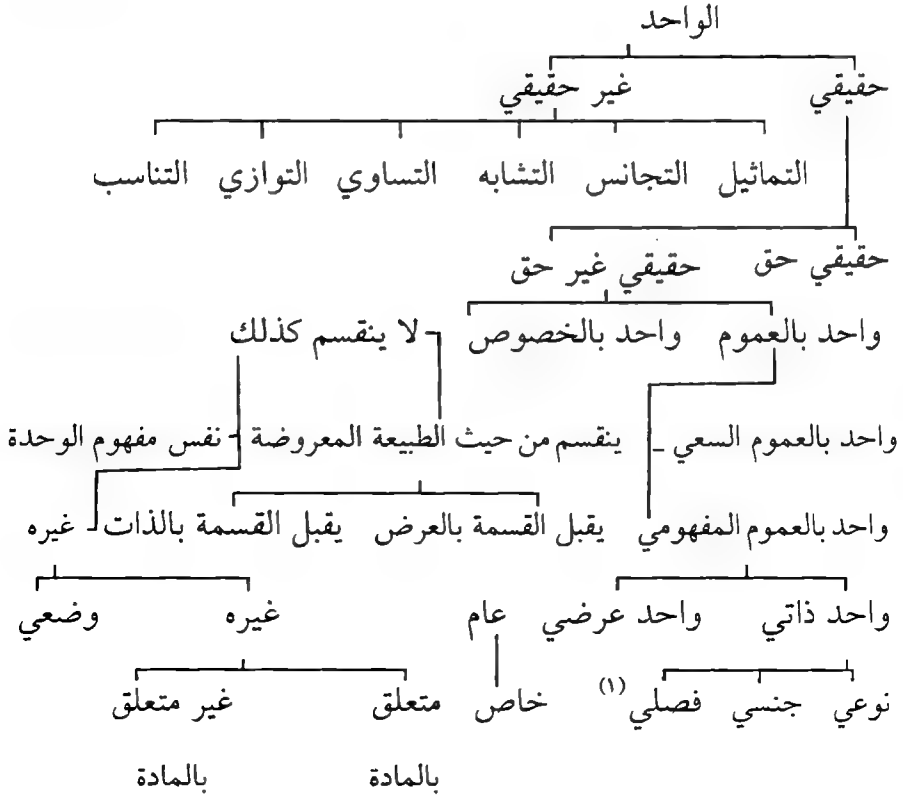 الواحد
حقيقي غير حقيقي
التماثيل التجانس التشابه التساوي التوازي التناسب
حقيقي حق حقيقي غير حق
واحد بالعموم واحد بالخصوص لا ينقسم كذلك
واحد بالعموم السعي ينقسم من حيث الطبيعة المعروضة نفس مفهوم الوحدة
واحد بالعموم المفهومي يقبل القسمة بالعرض يقبل القسمة بالذات غيره
واحد ذاتي واحد عرضي عام غيره وضعي
نوعي جنسي فصلي (١) خاص متعلق غير متعلق
بالمادة بالمادة